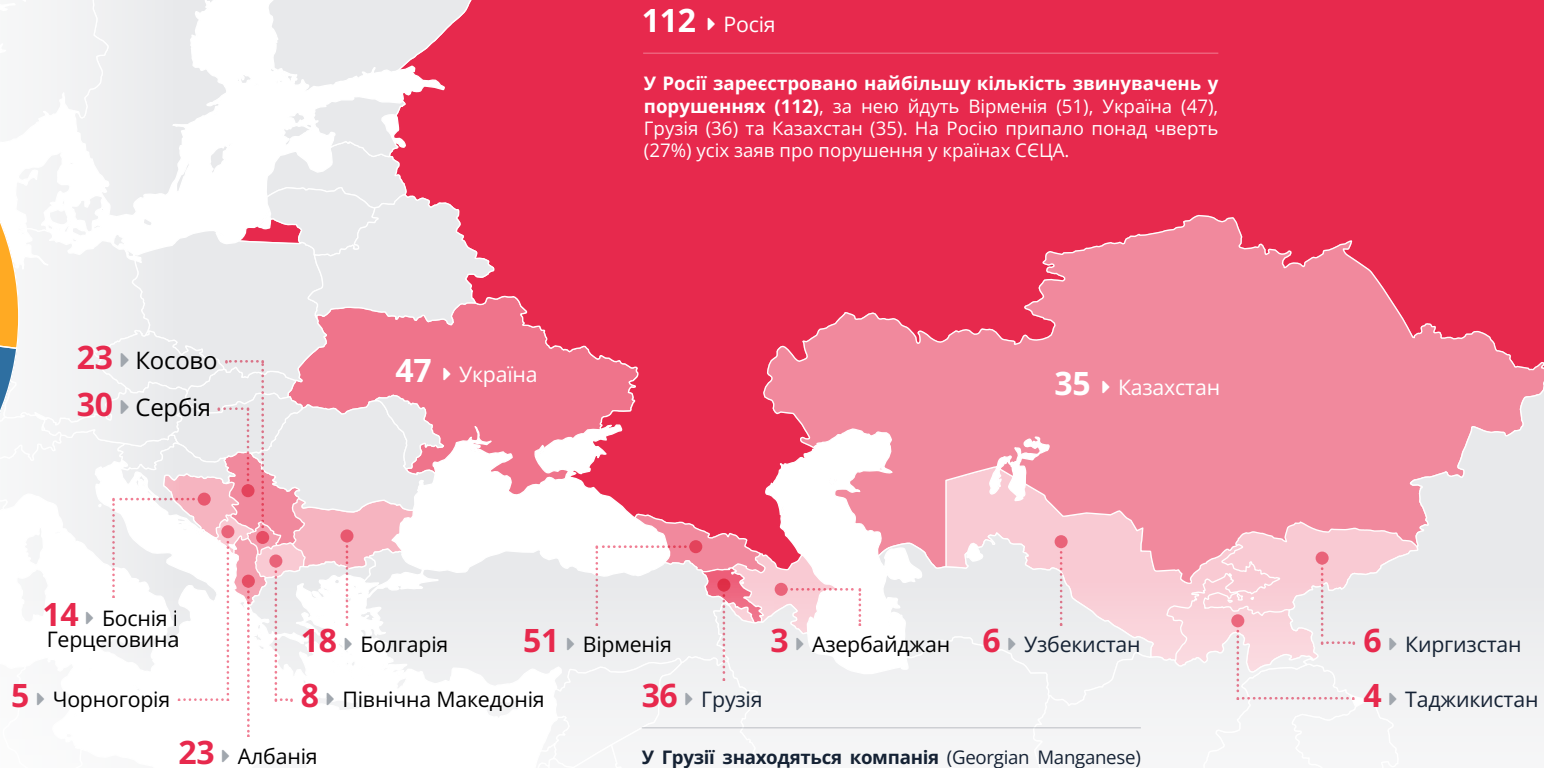 112 Росія
У Росії зареєстровано найбільшу кількість звинувачень у
порушеннях (112), за нею йдуть Вірменія (51), Україна (47),
Грузія (36) та Казахстан (35). На Росію припало понад чверть
(27%) усіх заяв про порушення у країнах СЄЦА.
23 Косово
30 Сербія
47 Україна
35 Казахстан
14 Боснія і
Герцеговина
18 Болгарія
51 Вірменія
3 Азербайджан
6 Узбекистан
6 Киргизстан
5 Чорногорія
8 Північна Македонія
36 Грузія
4 Таджикистан
23 Албанія
У Грузії знаходяться компанія (Georgian Manganese)